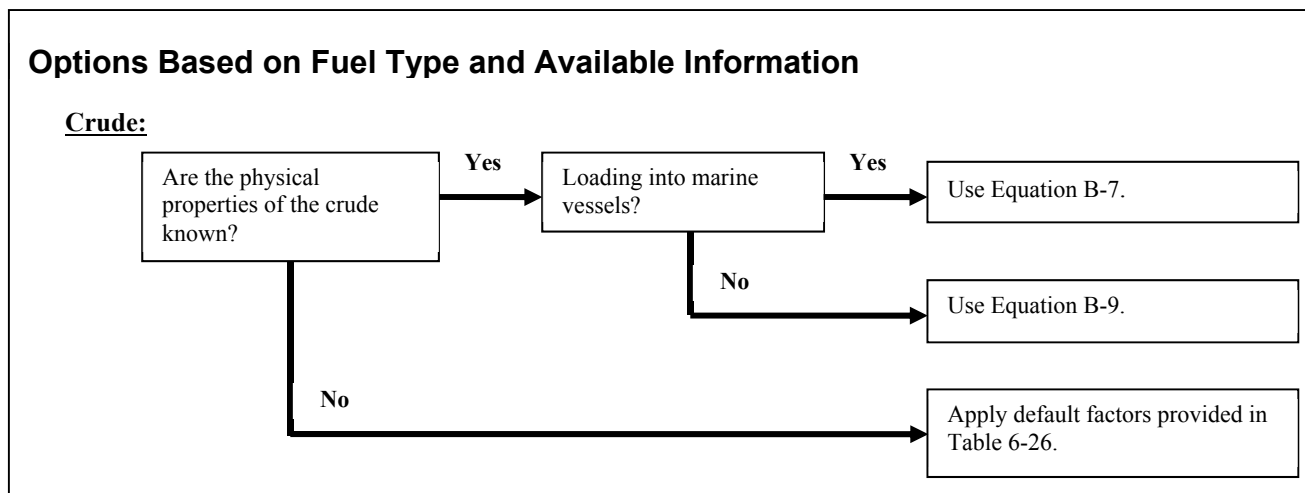 Options Based on Fuel Type and Available Information
Crude:
Are the physical
properties of the crude
known?
Yes
Loading into marine
vessels?
Yes
Use Equation B-7.
No
Use Equation B-9.
No
Apply default factors provided in
Table 6-26.